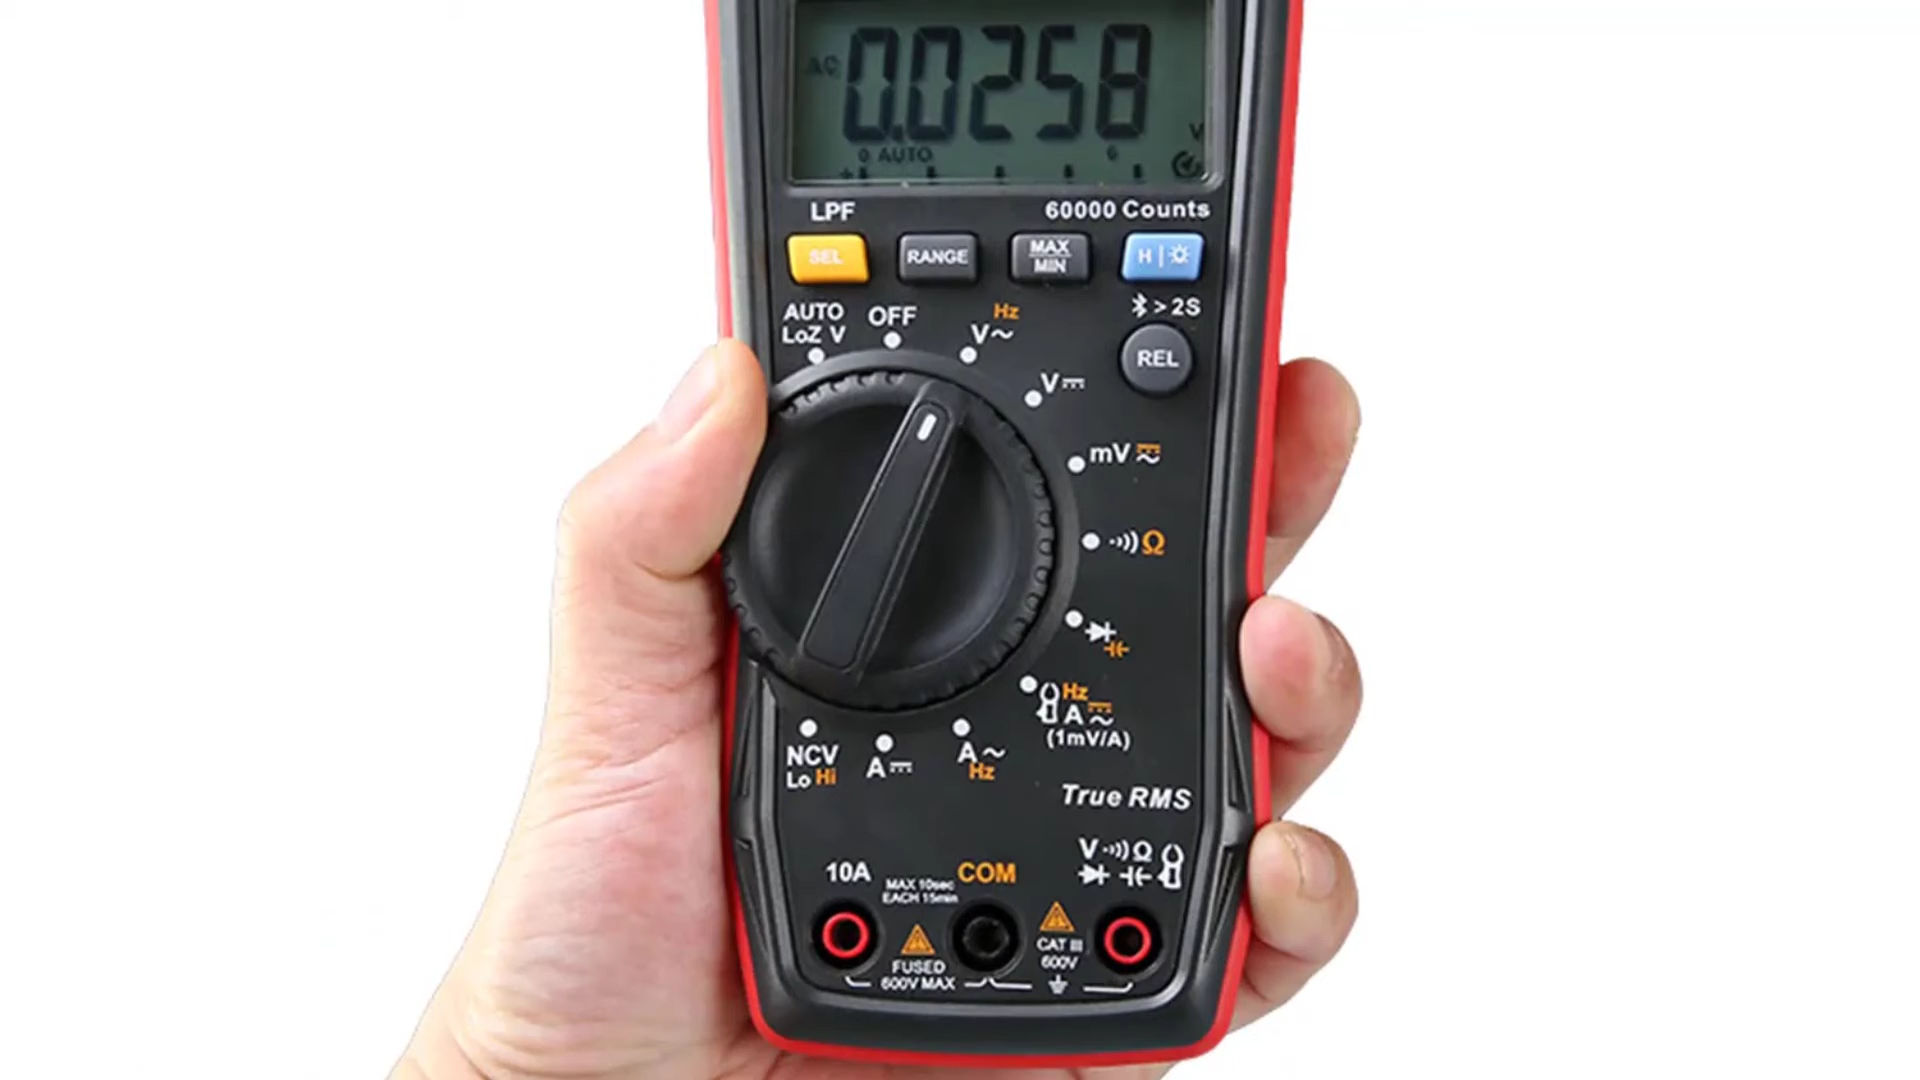 AC 0.0258 V
0 AUTO 6
LPF 60000 Counts
SEL RANGE MAX MIN H | ☼
AUTO LoZ V
OFF
Hz V~
> 2S
REL
V⎓
mV
Ω
Hz
A
(1mV/A)
NCV
Lo Hi
A⎓
A~
Hz
True RMS
V Ω
10A
MAX 10sec
EACH 15min
COM
CAT III
600V
FUSED
600V MAX